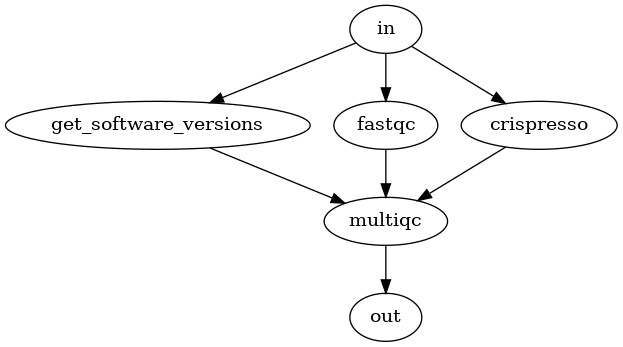 in
get_software_versions
fastqc
crispresso
multiqc
out